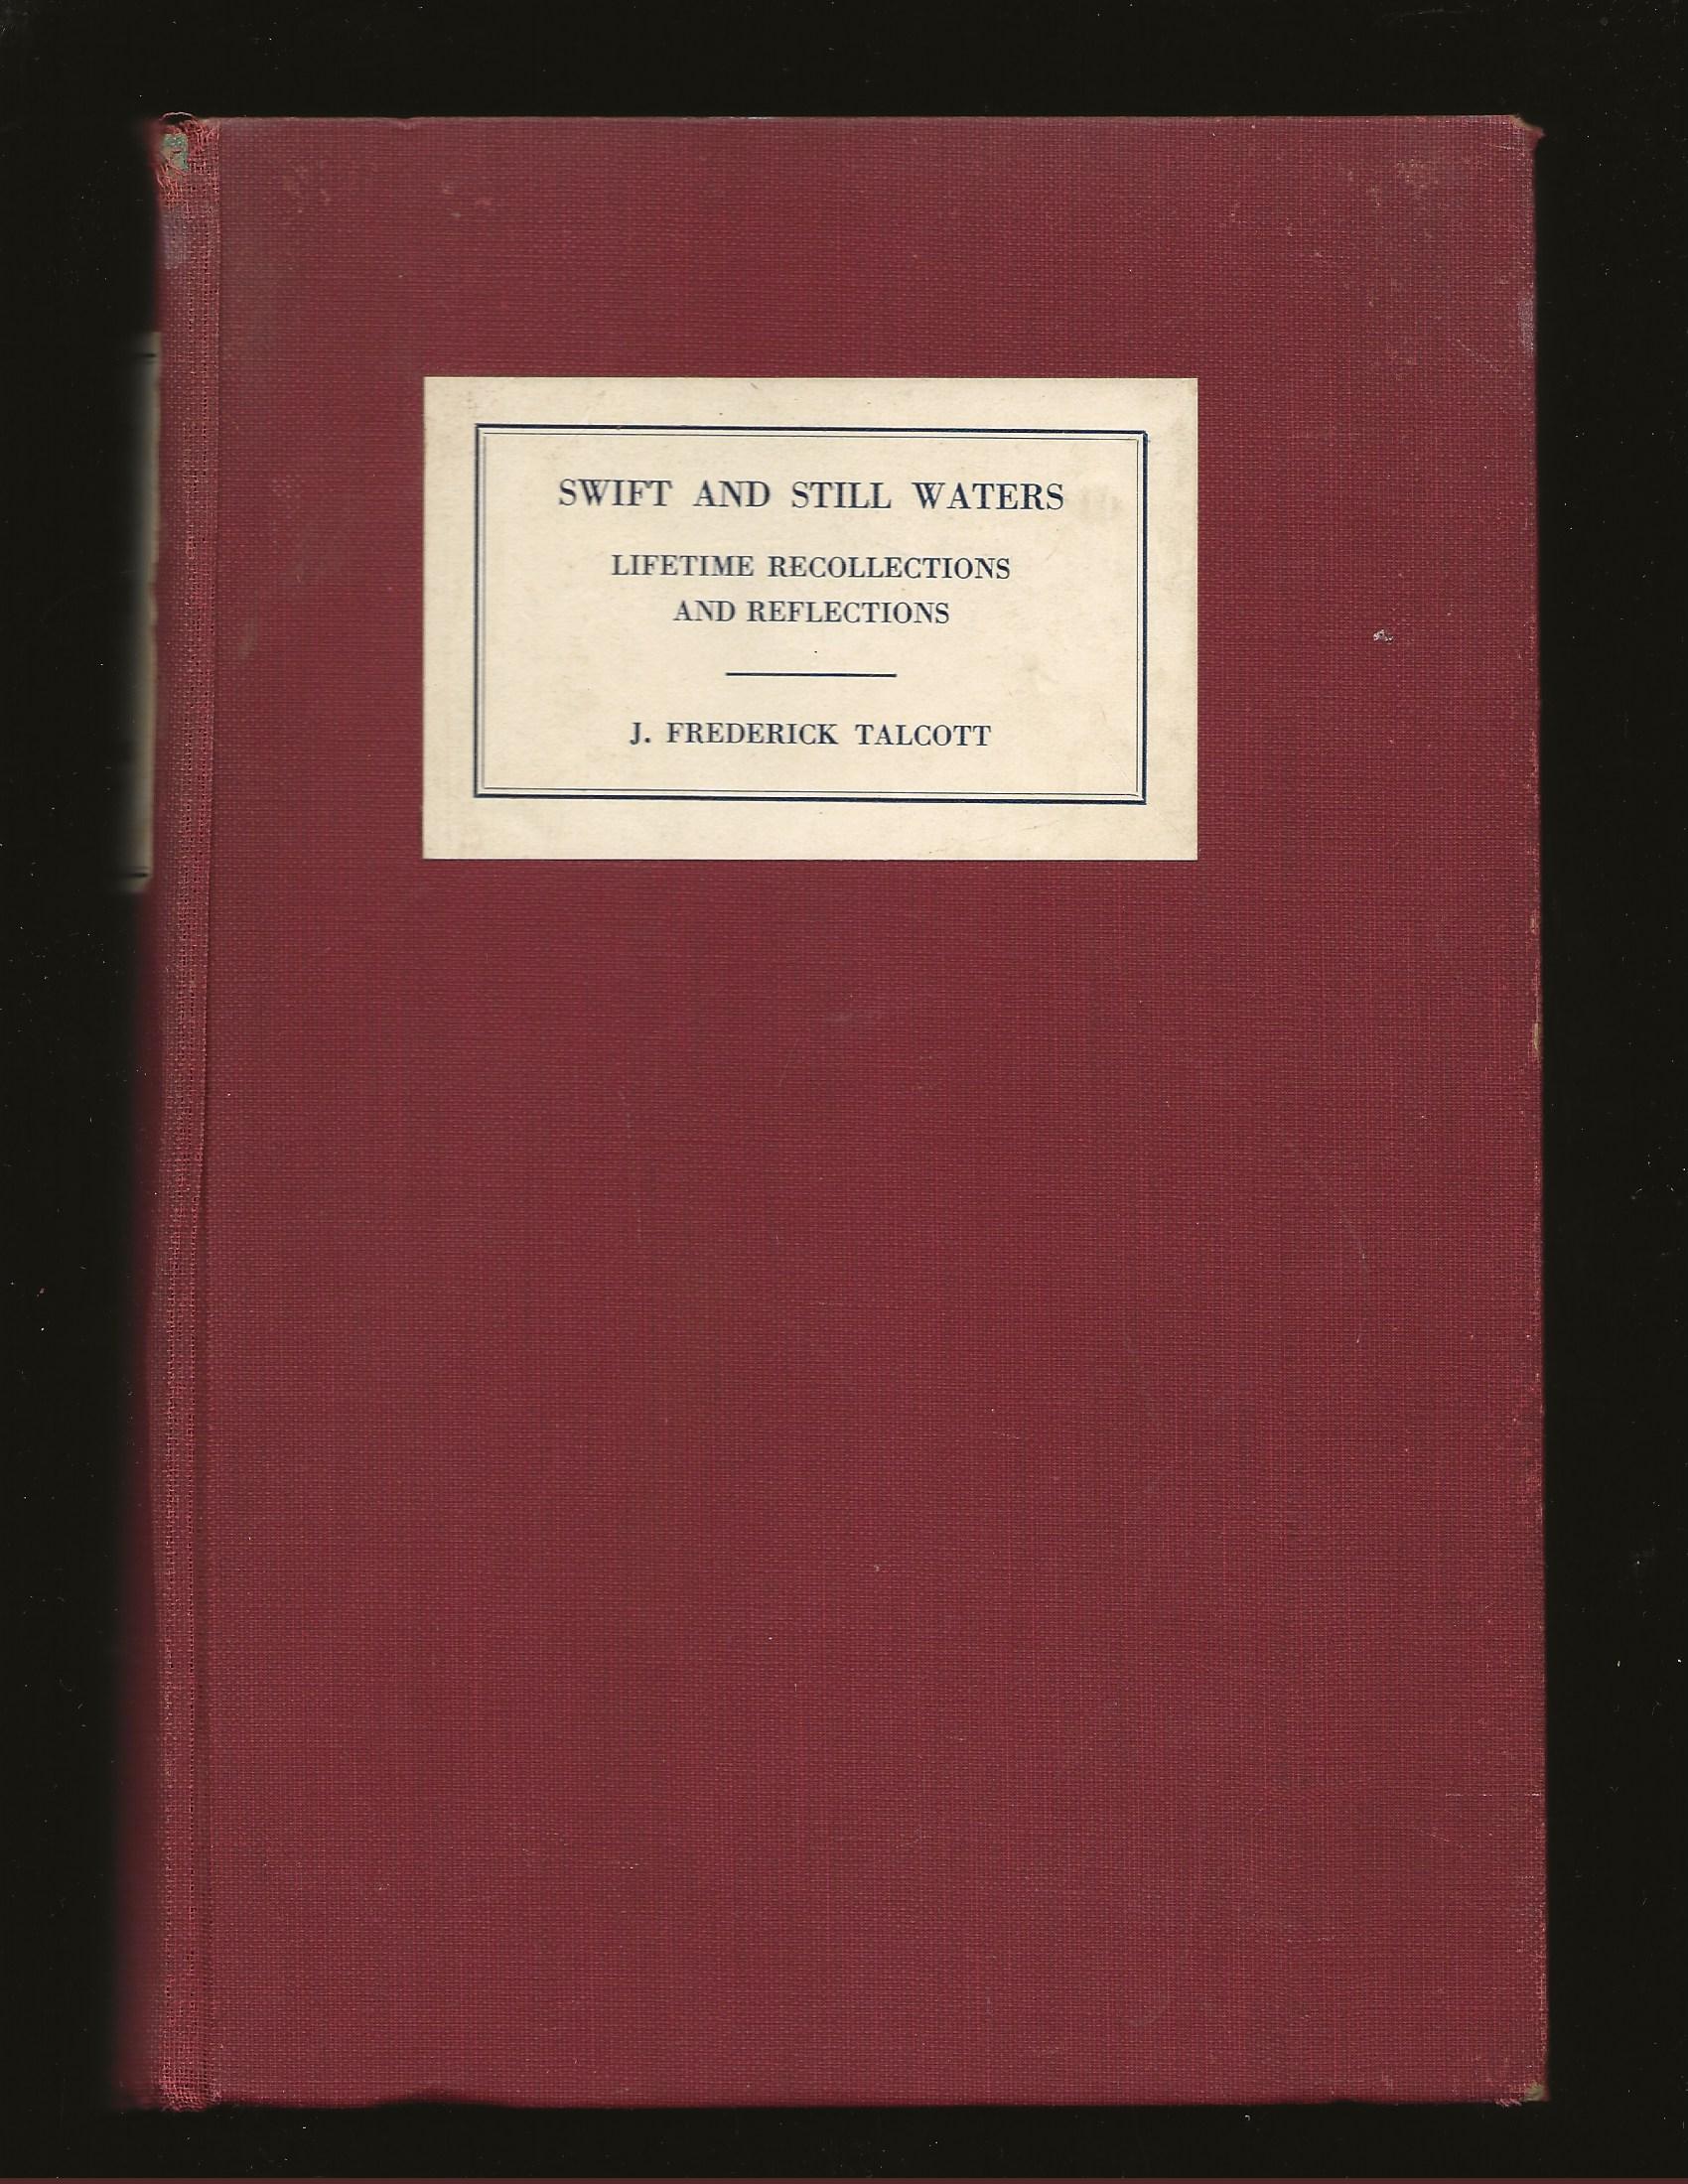 SWIFT AND STILL WATERS
LIFETIME RECOLLECTIONS
AND REFLECTIONS
J. FREDERICK TALCOTT